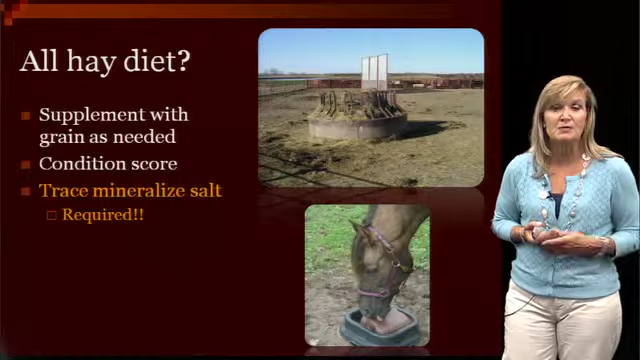 All hay diet?
Supplement with
grain as needed
Condition score
Trace mineralize salt
Required!!